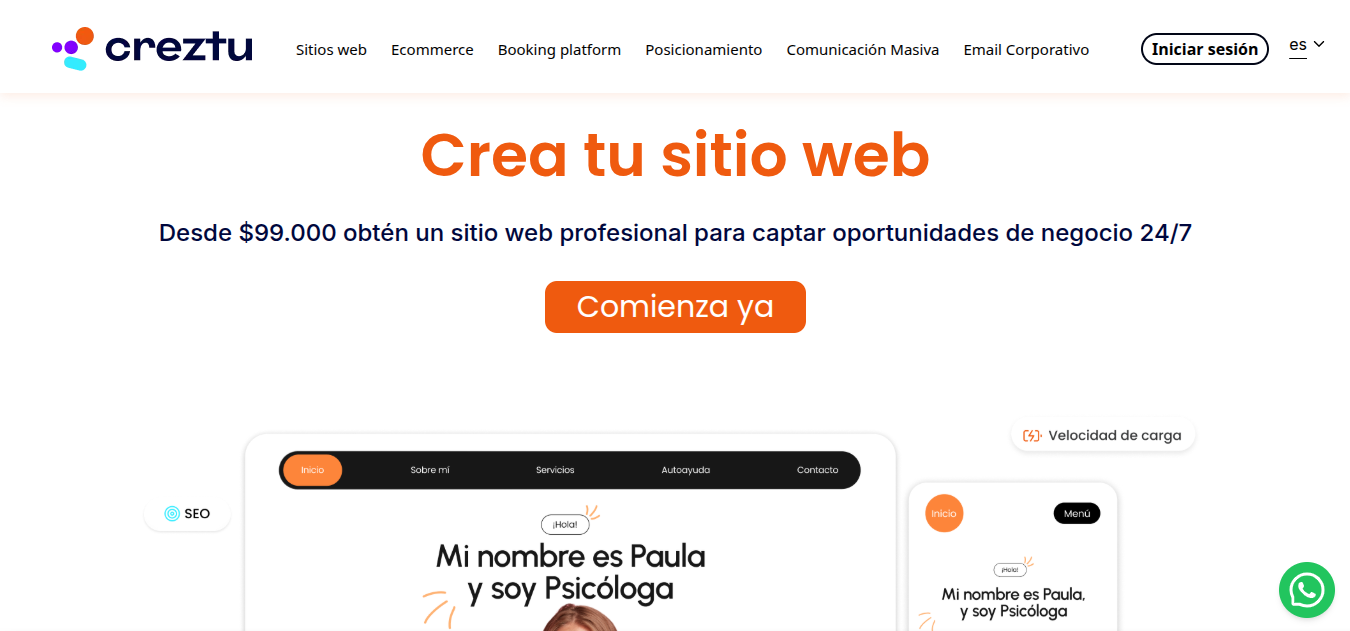 creztu
Sitios web Ecommerce Booking platform Posicionamiento Comunicación Masiva Email Corporativo Iniciar sesión es
Crea tu sitio web
Desde $99.000 obtén un sitio web profesional para captar oportunidades de negocio 24/7
Comienza ya
Velocidad de carga
Inicio Sobre mí Servicios Autoayuda Contacto
SEO
¡Hola!
Mi nombre es Paula
y soy Psicóloga
Inicio Menú
¡Hola!
Mi nombre es Paula,
y soy Psicóloga